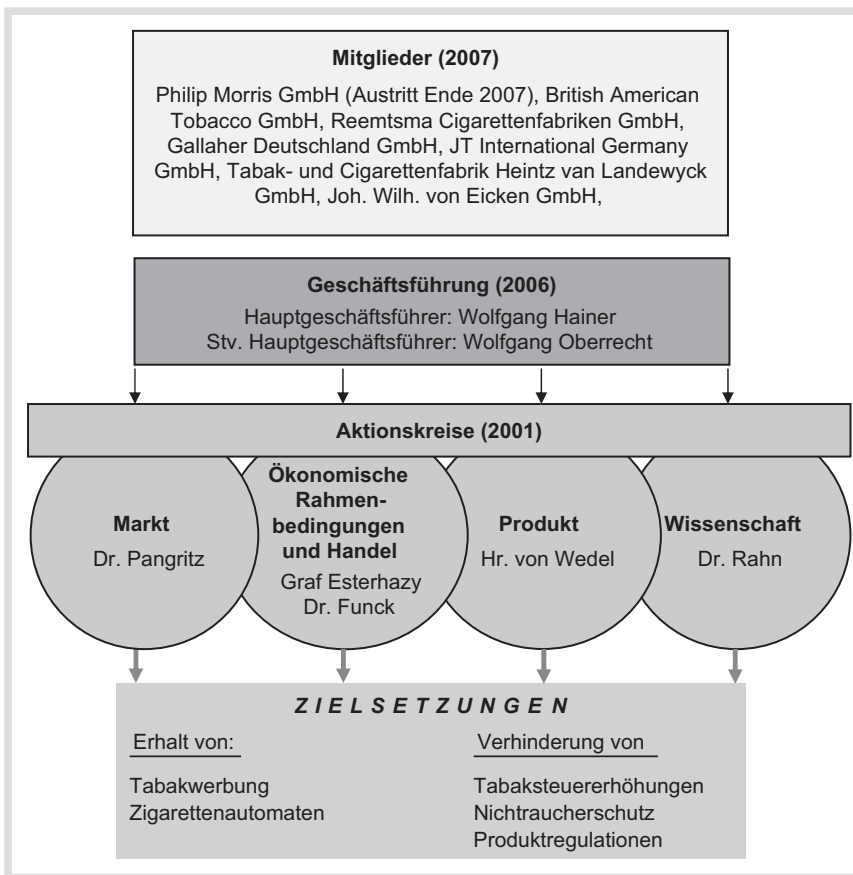 Mitglieder (2007)
Philip Morris GmbH (Austritt Ende 2007), British American
Tobacco GmbH, Reemtsma Cigarettenfabriken GmbH,
Gallaher Deutschland GmbH, JT International Germany
GmbH, Tabak- und Cigarettenfabrik Heintz van Landewyck
GmbH, Joh. Wilh. von Eicken GmbH,
Geschäftsführung (2006)
Hauptgeschäftsführer: Wolfgang Hainer
Stv. Hauptgeschäftsführer: Wolfgang Oberrecht
Aktionskreise (2001)
Markt
Dr. Pangritz
Ökonomische
Rahmen-
bedingungen
und Handel
Graf Esterhazy
Dr. Funck
Produkt
Hr. von Wedel
Wissenschaft
Dr. Rahn
ZIELSETZUNGEN
Erhalt von:
Tabakwerbung
Zigarettenautomaten
Verhinderung von
Tabaksteuererhöhungen
Nichtraucherschutz
Produktregulationen